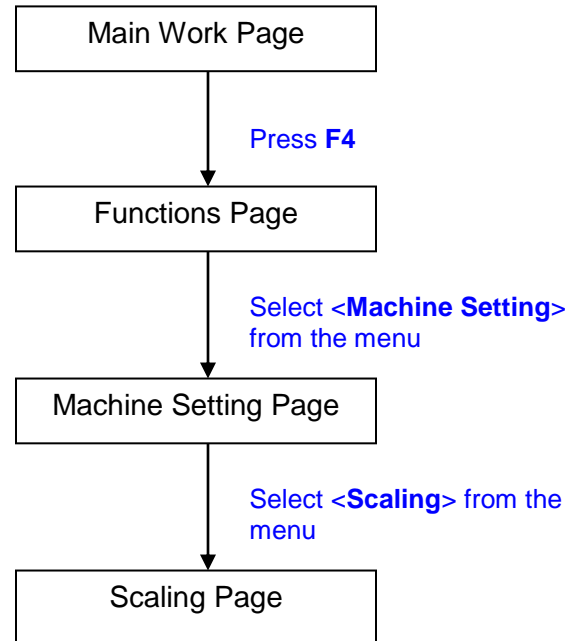 Main Work Page
Press F4
Functions Page
Select <Machine Setting>
from the menu
Machine Setting Page
Select <Scaling> from the
menu
Scaling Page